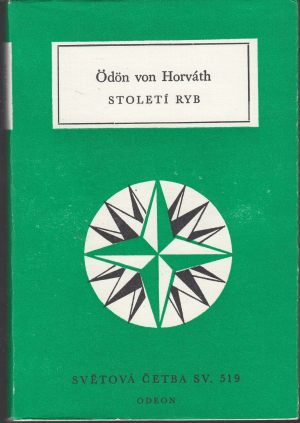 Ödön von Horváth
STOLETÍ RYB
SVĚTOVÁ ČETBA SV. 519
ODEON